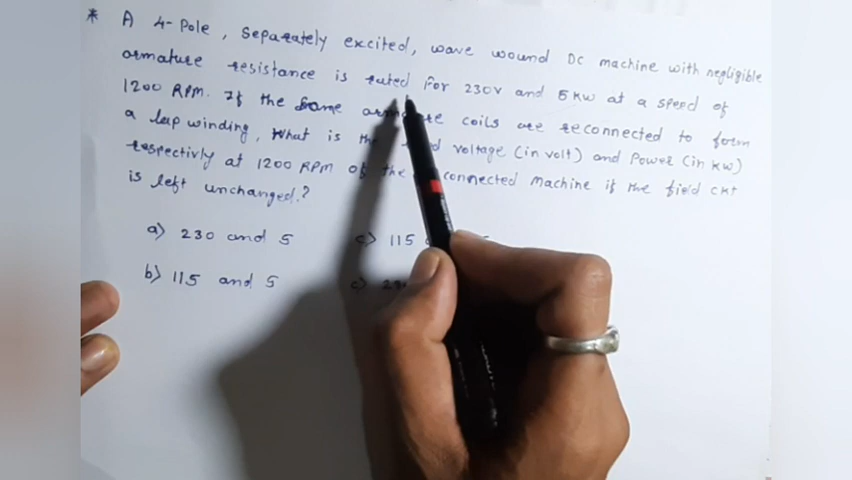 * A 4-Pole, Separately excited, wave wound DC machine with negligible
armature resistance is rated for 230V and 5 kW at a speed of
1200 RPM. If the Same coils are reconnected to form
a lap winding, What is the voltage (in volt) and Power (in kW)
respectivly at 1200 RPM of the connected machine if the field ckt
is left unchanged.?
a) 230 and 5 c) 115
b) 115 and 5 c)